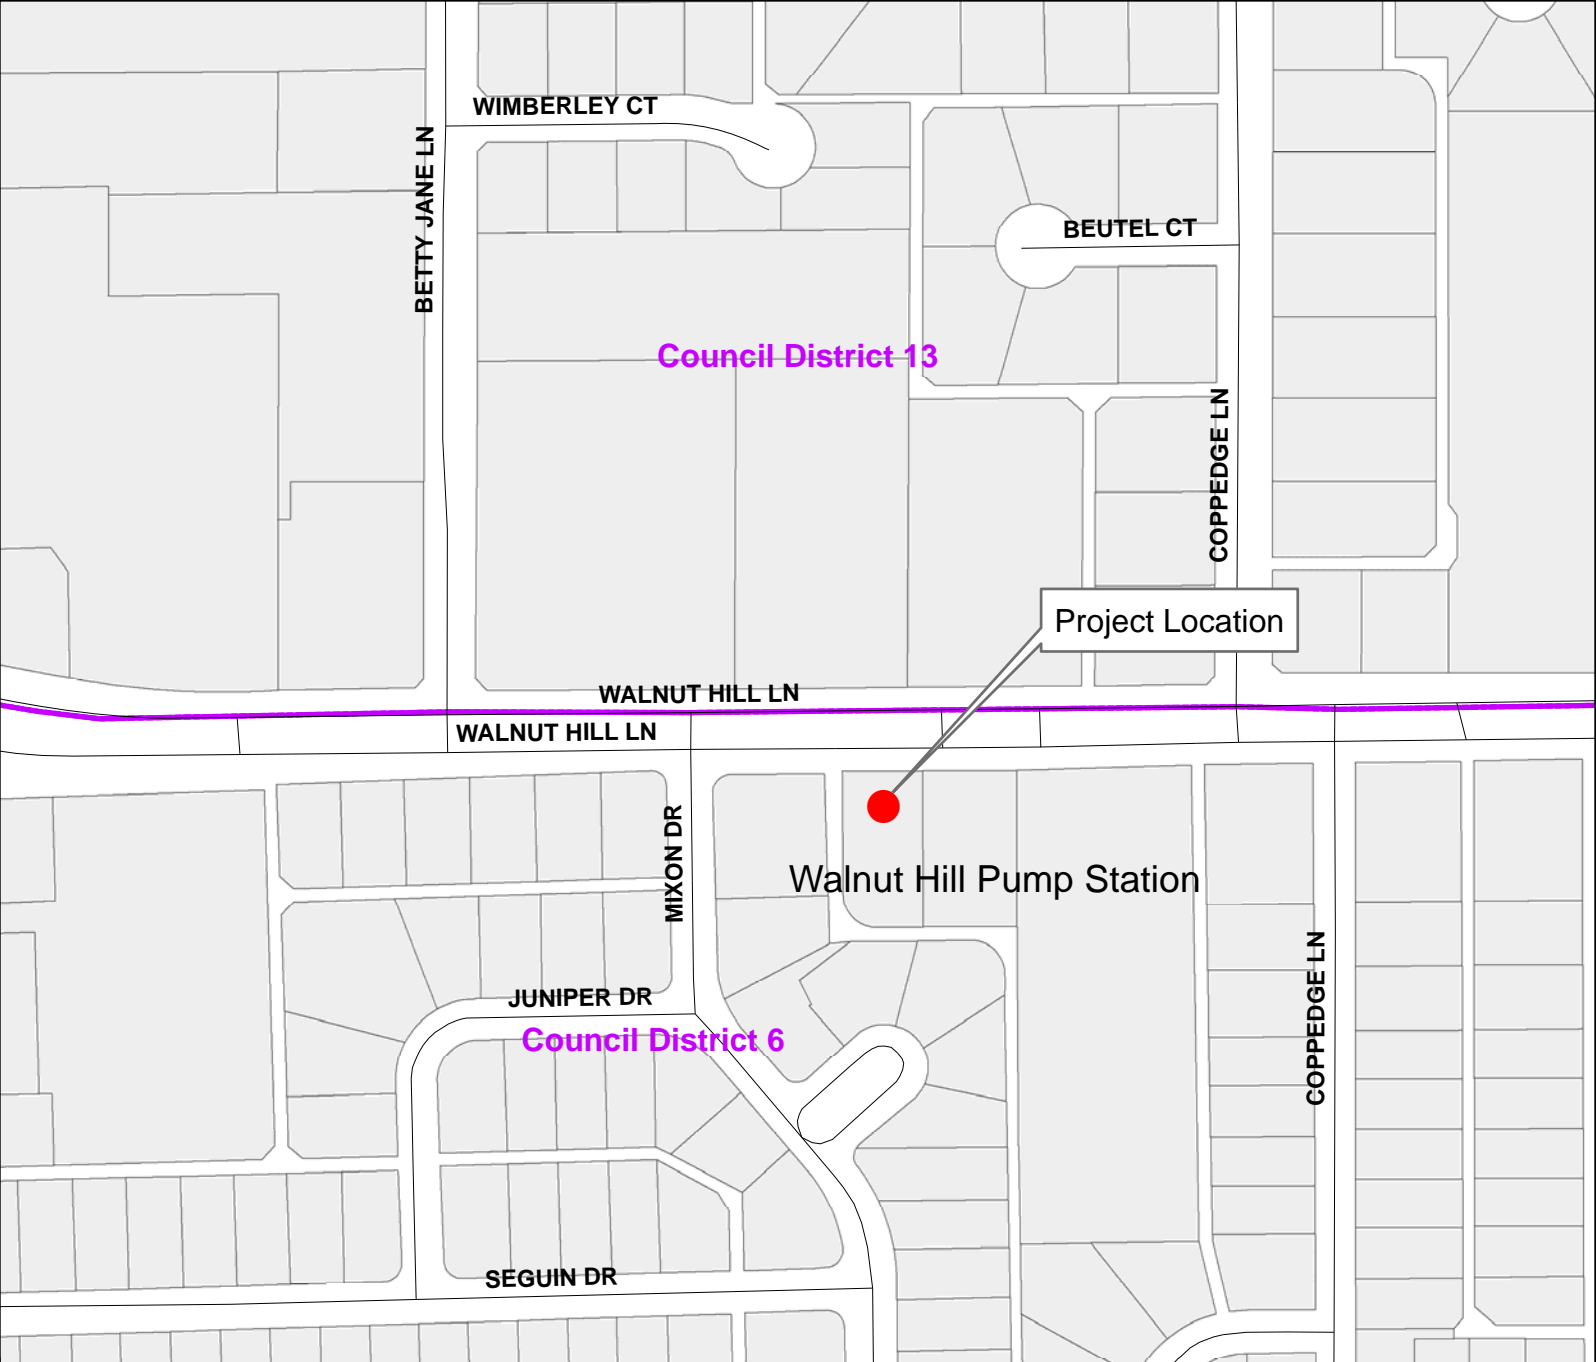 WIMBERLEY CT
BETTY JANE LN
BEUTEL CT
Council District 13
COPPEDGE LN
Project Location
WALNUT HILL LN
WALNUT HILL LN
MIXON DR
Walnut Hill Pump Station
JUNIPER DR
Council District 6
COPPEDGE LN
SEGUIN DR